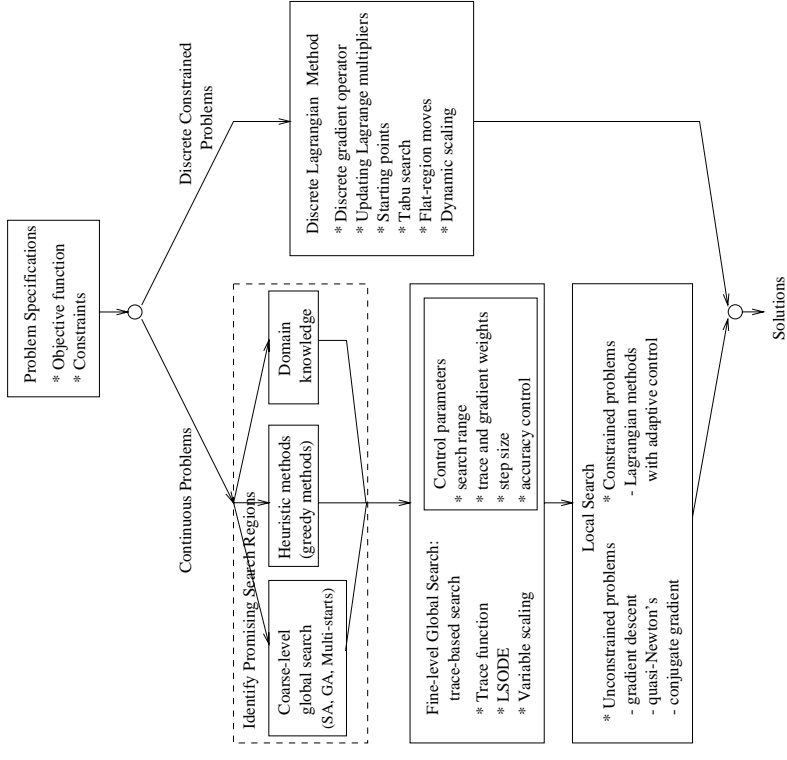 Problem Specifications
* Objective function
* Constraints
Continuous Problems
Discrete Constrained
Problems
Identify Promising Search Regions
Coarse-level
global search
(SA, GA, Multi-starts)
Heuristic methods
(greedy methods)
Domain
knowledge
Discrete Lagrangian Method
* Discrete gradient operator
* Updating Lagrange multipliers
* Starting points
* Tabu search
* Flat-region moves
* Dynamic scaling
Fine-level Global Search:
trace-based search
* Trace function
* LSODE
* Variable scaling
Control parameters
* search range
* trace and gradient weights
* step size
* accuracy control
Local Search
* Unconstrained problems
- gradient descent
- quasi-Newton's
- conjugate gradient
* Constrained problems
- Lagrangian methods
with adaptive control
Solutions